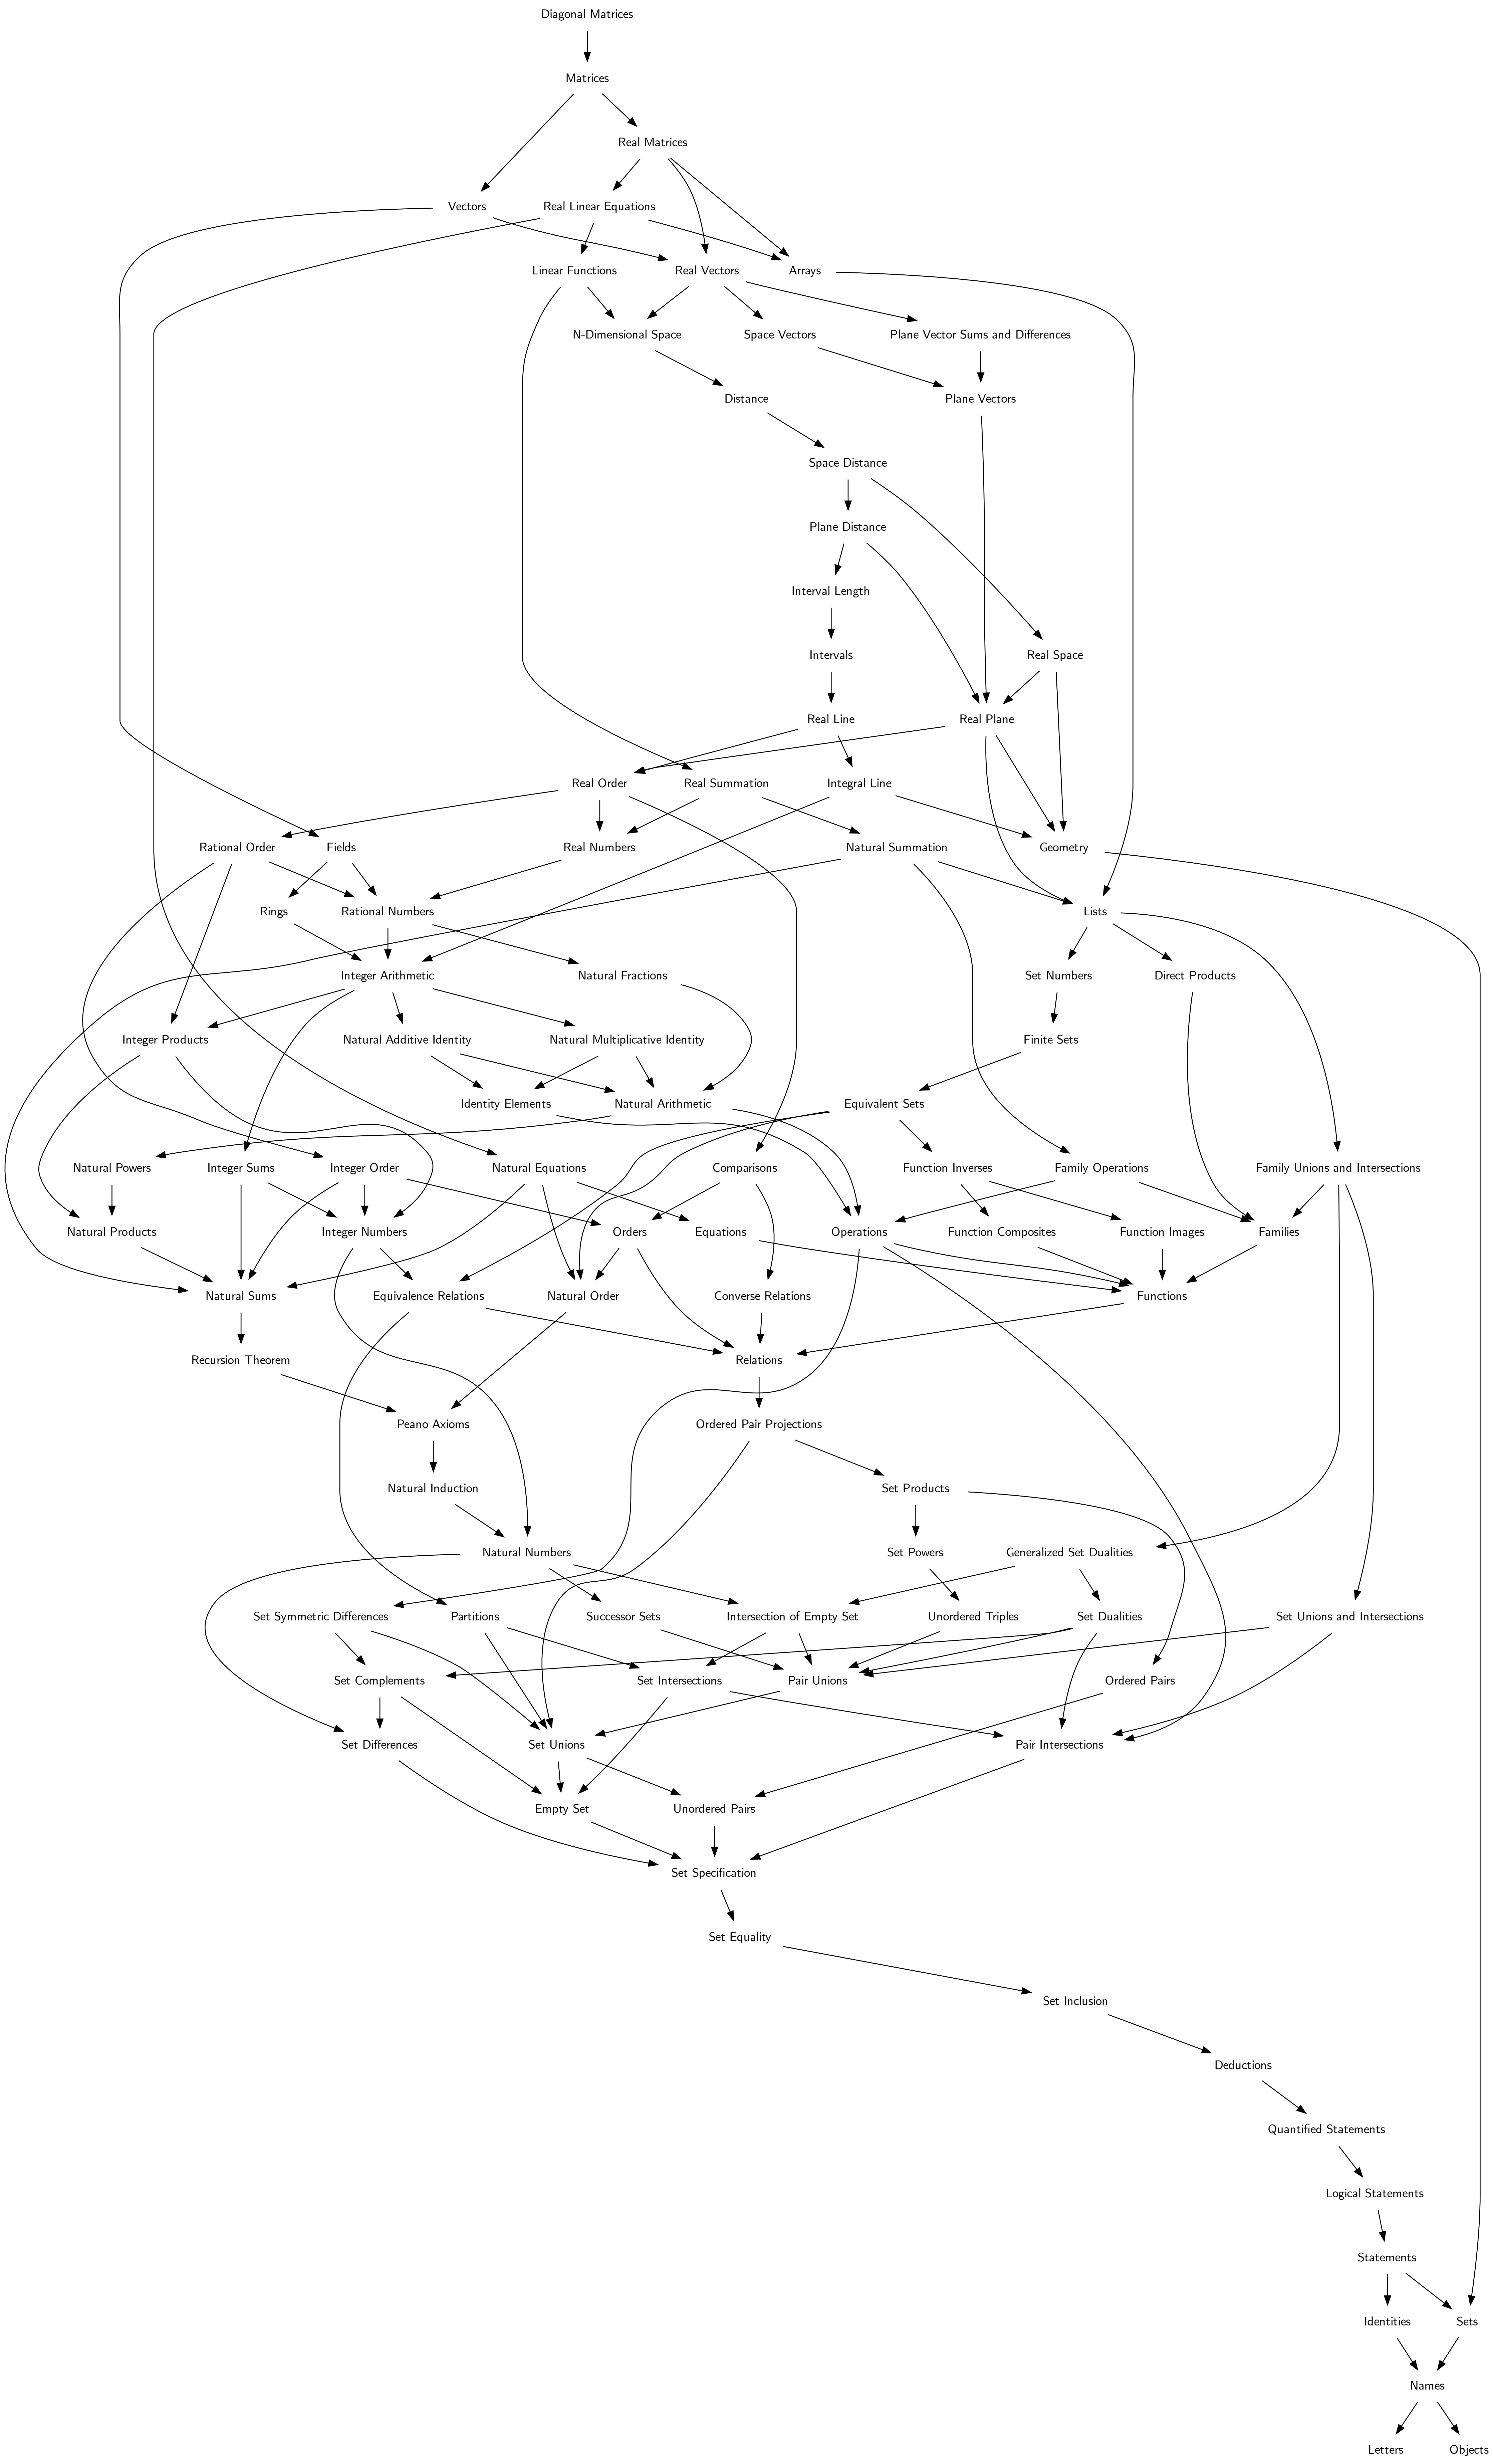 Diagonal Matrices
Matrices
Real Matrices
Vectors
Real Linear Equations
Linear Functions
Real Vectors
Arrays
N-Dimensional Space
Space Vectors
Plane Vector Sums and Differences
Distance
Plane Vectors
Space Distance
Plane Distance
Interval Length
Intervals
Real Space
Real Line
Real Plane
Real Order
Real Summation
Integral Line
Rational Order
Fields
Real Numbers
Natural Summation
Geometry
Rings
Rational Numbers
Lists
Integer Arithmetic
Natural Fractions
Set Numbers
Direct Products
Integer Products
Natural Additive Identity
Natural Multiplicative Identity
Finite Sets
Identity Elements
Natural Arithmetic
Equivalent Sets
Natural Powers
Integer Sums
Integer Order
Natural Equations
Comparisons
Function Inverses
Family Operations
Family Unions and Intersections
Natural Products
Integer Numbers
Orders
Equations
Operations
Function Composites
Function Images
Families
Natural Sums
Equivalence Relations
Natural Order
Converse Relations
Functions
Recursion Theorem
Relations
Peano Axioms
Ordered Pair Projections
Natural Induction
Set Products
Natural Numbers
Set Powers
Generalized Set Dualities
Set Symmetric Differences
Partitions
Successor Sets
Intersection of Empty Set
Unordered Triples
Set Dualities
Set Unions and Intersections
Set Complements
Set Intersections
Pair Unions
Ordered Pairs
Set Differences
Set Unions
Pair Intersections
Empty Set
Unordered Pairs
Set Specification
Set Equality
Set Inclusion
Deductions
Quantified Statements
Logical Statements
Statements
Identities
Sets
Names
Letters
Objects